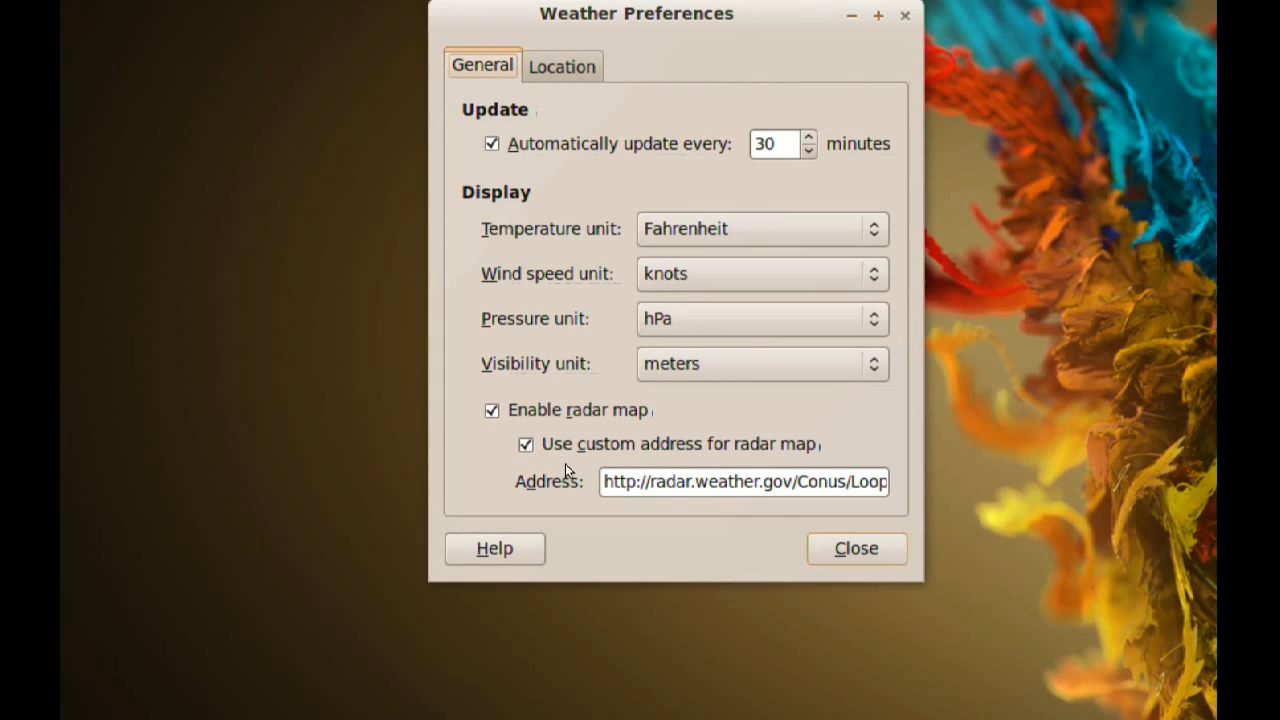 Weather Preferences
General Location
Update
Automatically update every: 30 minutes
Display
Temperature unit: Fahrenheit
Wind speed unit: knots
Pressure unit: hPa
Visibility unit: meters
Enable radar map
Use custom address for radar map
Address: http://radar.weather.gov/Conus/Loop
Help Close